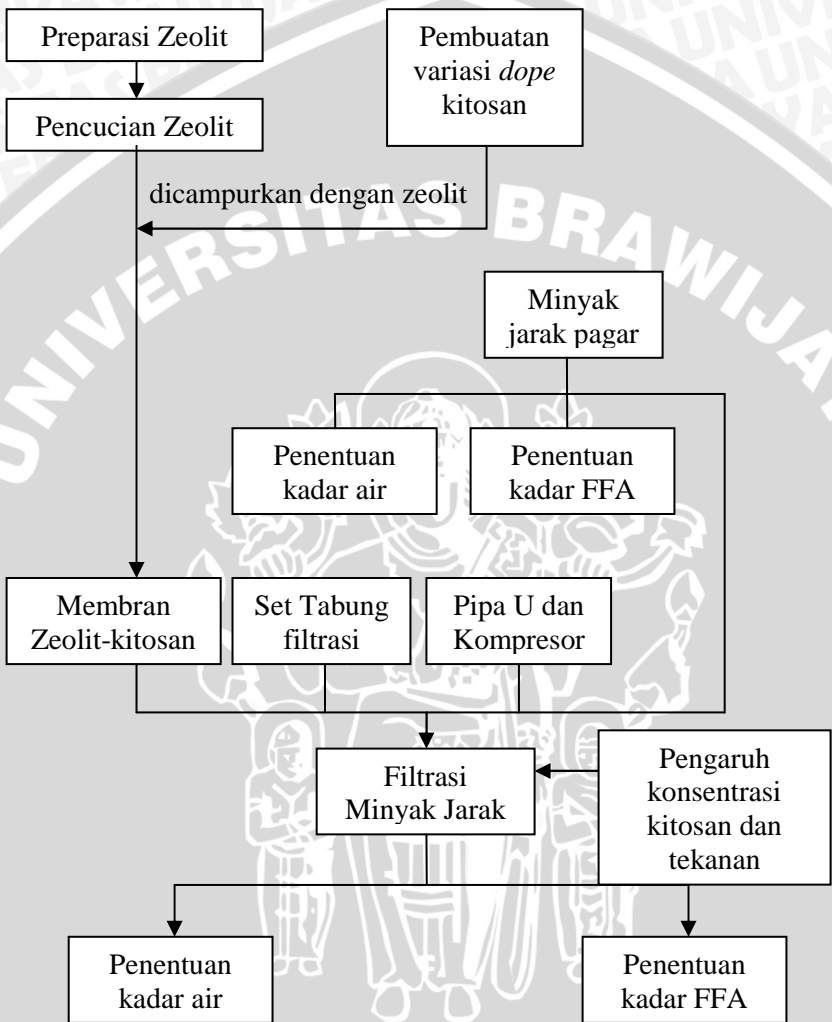 Preparasi Zeolit
Pencucian Zeolit
Pembuatan
variasi dope
kitosan
dicampurkan dengan zeolit
UNIVERSITAS BRAWIJA
Minyak
jarak pagar
Penentuan
kadar air
Penentuan
kadar FFA
Membran
Zeolit-kitosan
Set Tabung
filtrasi
Pipa U dan
Kompresor
Filtrasi
Minyak Jarak
Pengaruh
konsentrasi
kitosan dan
tekanan
Penentuan
kadar air
Penentuan
kadar FFA